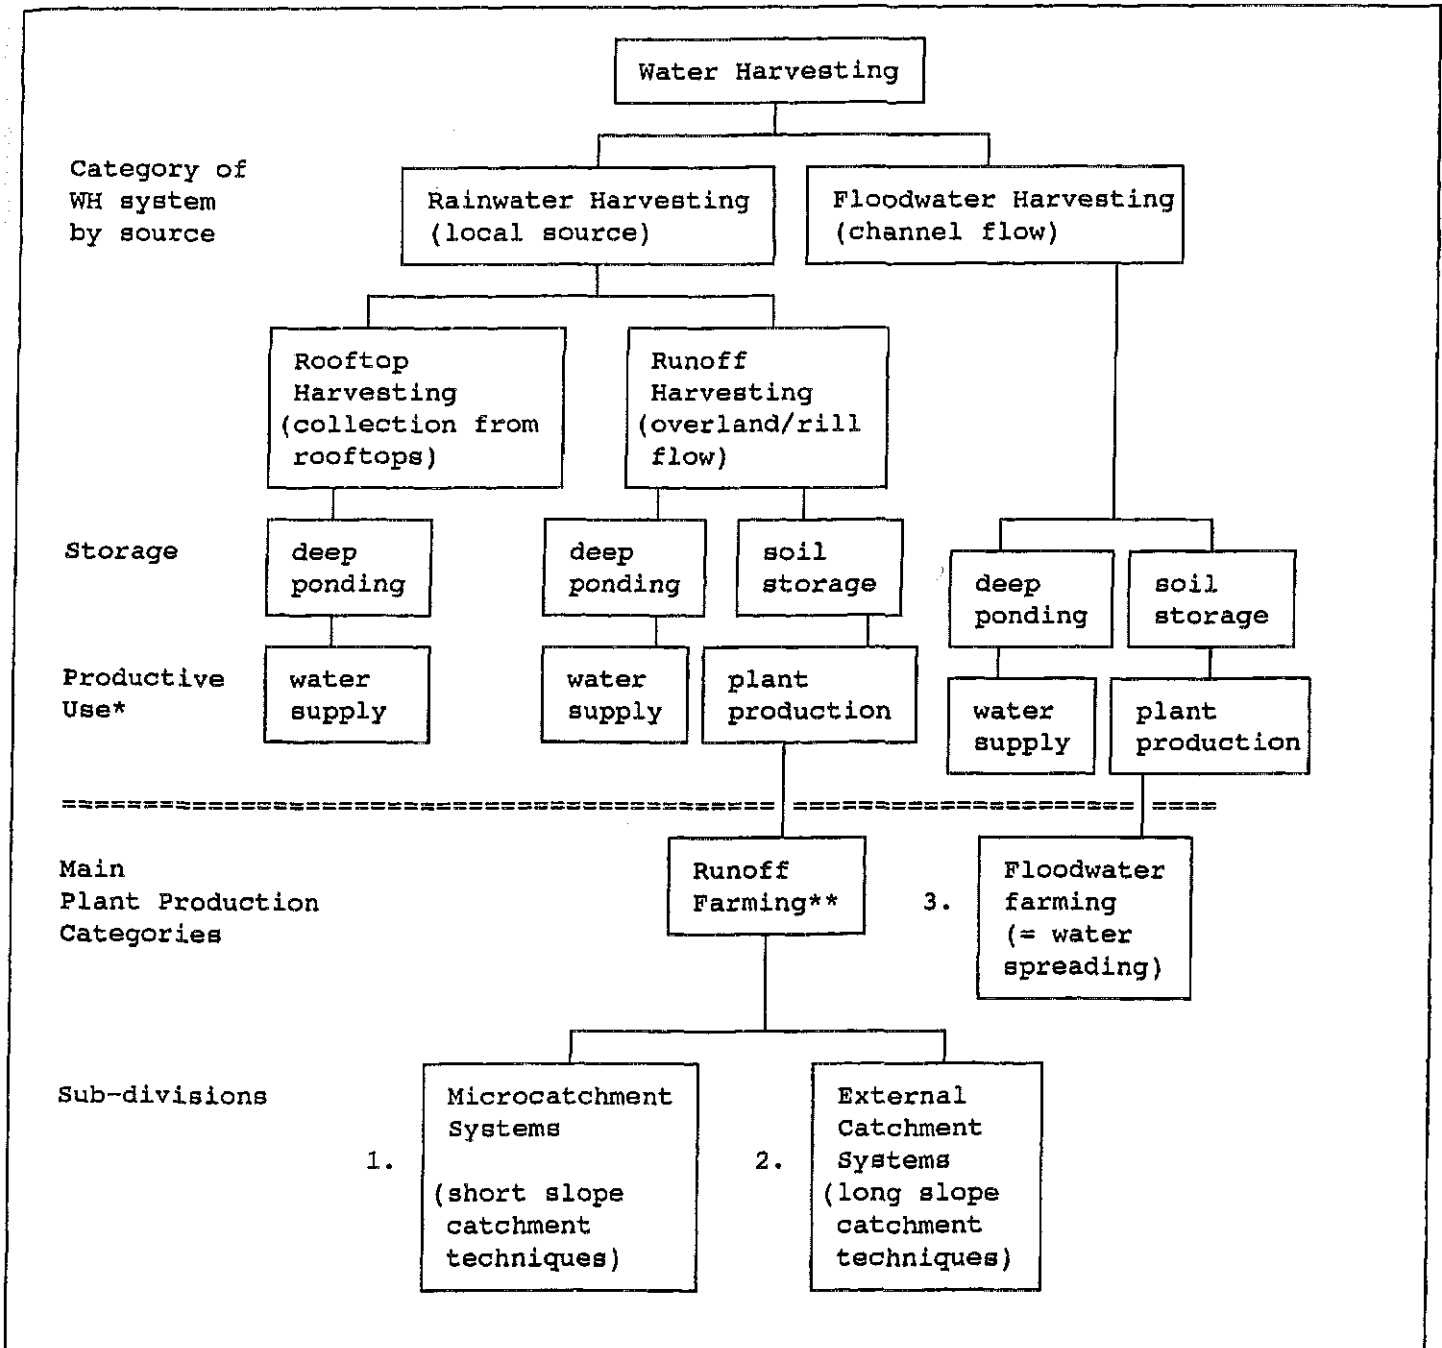 Water Harvesting
Category of
WH system
by source
Rainwater Harvesting
(local source)
Floodwater Harvesting
(channel flow)
Rooftop
Harvesting
(collection from
rooftops)
Runoff
Harvesting
(overland/rill
flow)
Storage
deep
ponding
deep
ponding
soil
storage
deep
ponding
soil
storage
Productive
Use*
water
supply
water
supply
plant
production
water
supply
plant
production
Main
Plant Production
Categories
Runoff
Farming**
3.
Floodwater
farming
(= water
spreading)
Sub-divisions
1.
Microcatchment
Systems
(short slope
catchment
techniques)
2.
External
Catchment
Systems
(long slope
catchment
techniques)